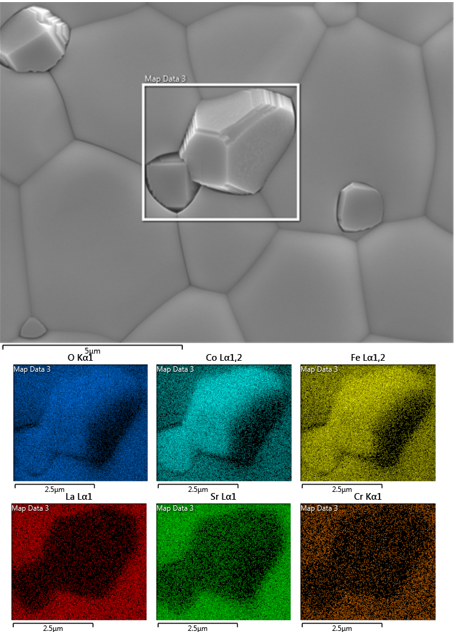 Map Data 3
5μm
O Kα1
Co Lα1,2
Fe Lα1,2
Map Data 3
Map Data 3
Map Data 3
2.5μm
2.5μm
2.5μm
La Lα1
Sr Lα1
Cr Kα1
Map Data 3
Map Data 3
Map Data 3
2.5μm
2.5μm
2.5μm